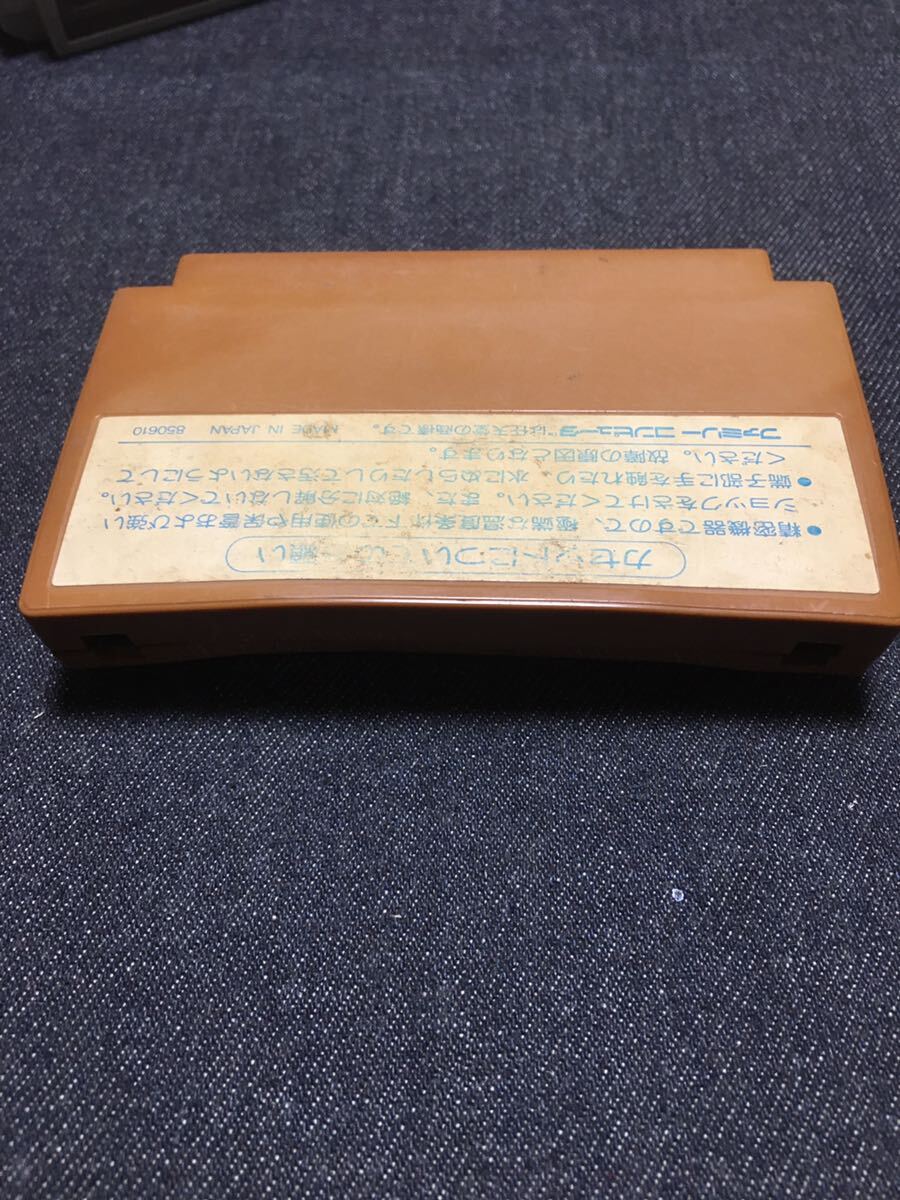 カセットについ 願い
●精密機器ですので、極端な温度条件下での使用や保管および強い
ショックをさけてください。また、絶対に分解しないでください。
●端子部に手を触れたり、水にぬらしたりして汚さないようにして
ください。故障の原因となります。
ファミリーコンピュータ™は任天堂の商標です。 MADE IN JAPAN 850610